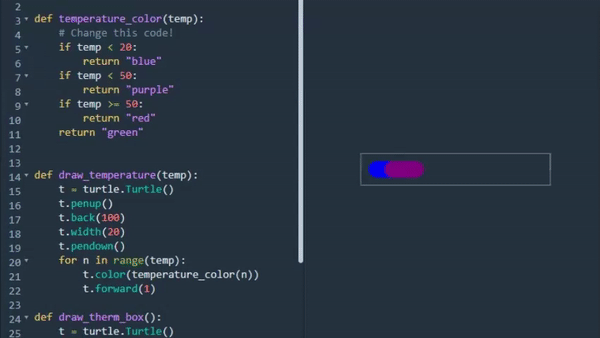 2
3 def temperature_color(temp):
4 # Change this code!
5 if temp < 20:
6 return "blue"
7 if temp < 50:
8 return "purple"
9 if temp >= 50:
10 return "red"
11 return "green"
12
13
14 def draw_temperature(temp):
15 t = turtle.Turtle()
16 t.penup()
17 t.back(100)
18 t.width(20)
19 t.pendown()
20 for n in range(temp):
21 t.color(temperature_color(n))
22 t.forward(1)
23
24 def draw_therm_box():
25 t = turtle.Turtle()